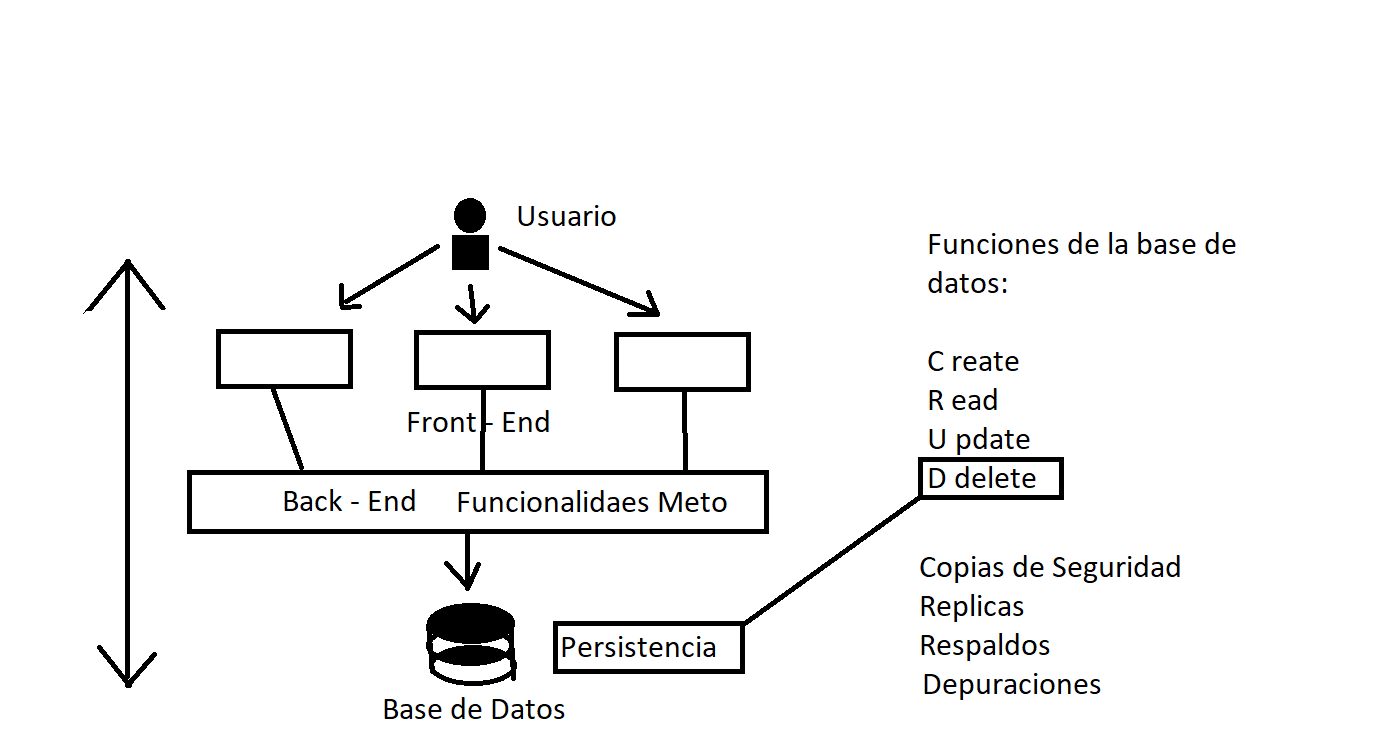 Usuario
Funciones de la base de
datos:
C reate
R ead
U pdate
D delete
Front - End
Back - End Funcionalidaes Meto
Persistencia
Base de Datos
Copias de Seguridad
Replicas
Respaldos
Depuraciones